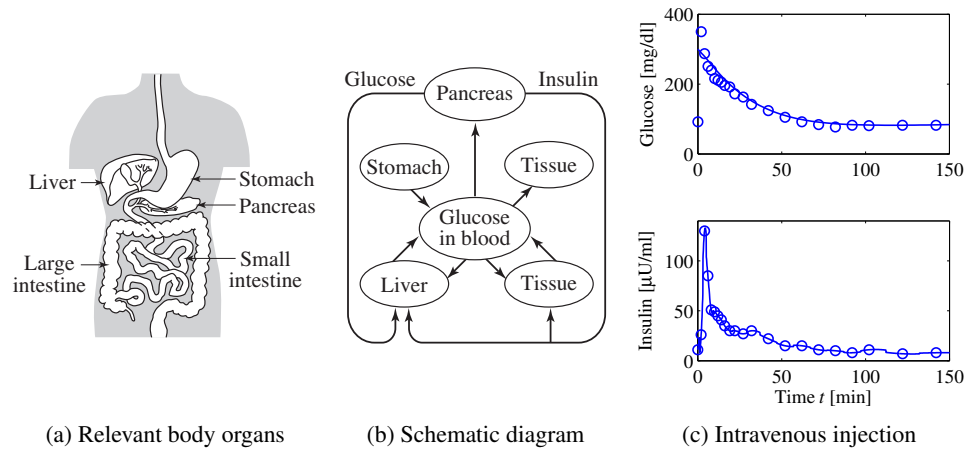 Liver
Stomach
Pancreas
Large
intestine
Small
intestine
(a) Relevant body organs
Glucose
Insulin
Pancreas
Stomach
Tissue
Glucose
in blood
Liver
Tissue
(b) Schematic diagram
400
200
0
0 50 100 150
Glucose [mg/dl]
100
50
0
0 50 100 150
Insulin [µU/ml]
Time t [min]
(c) Intravenous injection